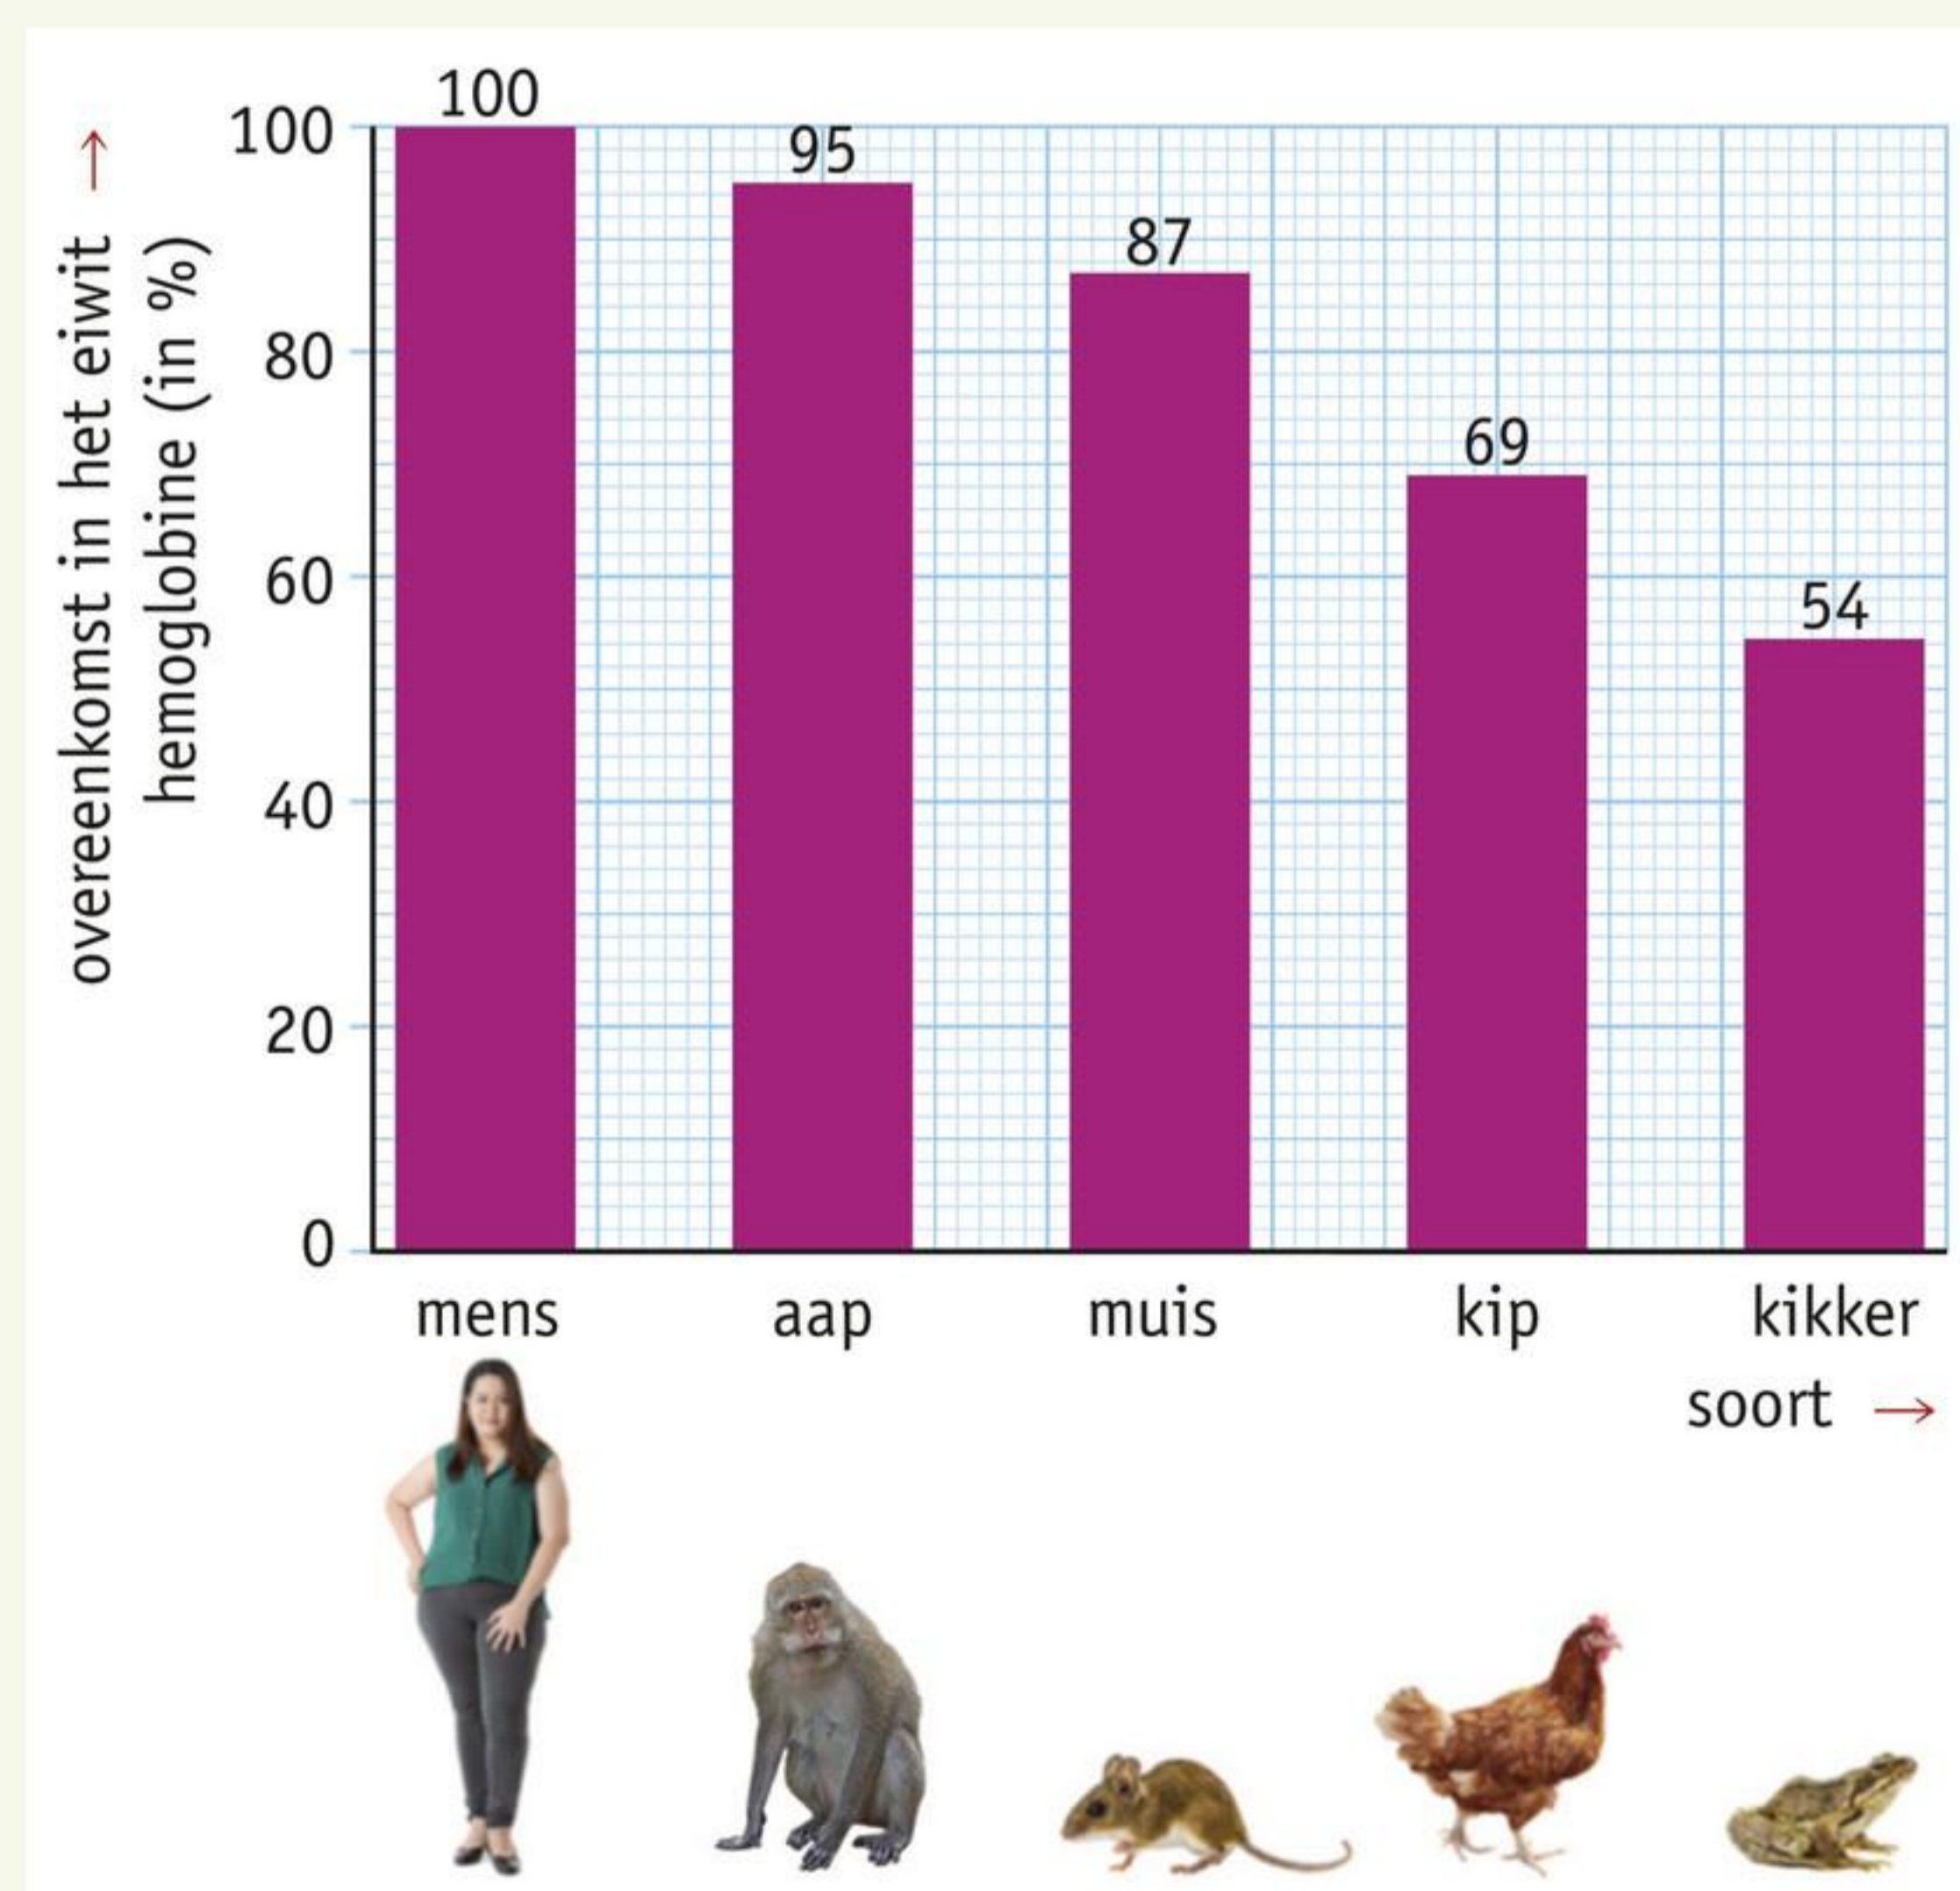 overeenkomst in het eiwit →
hemoglobine (in %)
100
80
60
40
20
0
100
95
87
69
54
mens
aap
muis
kip
kikker
soort →